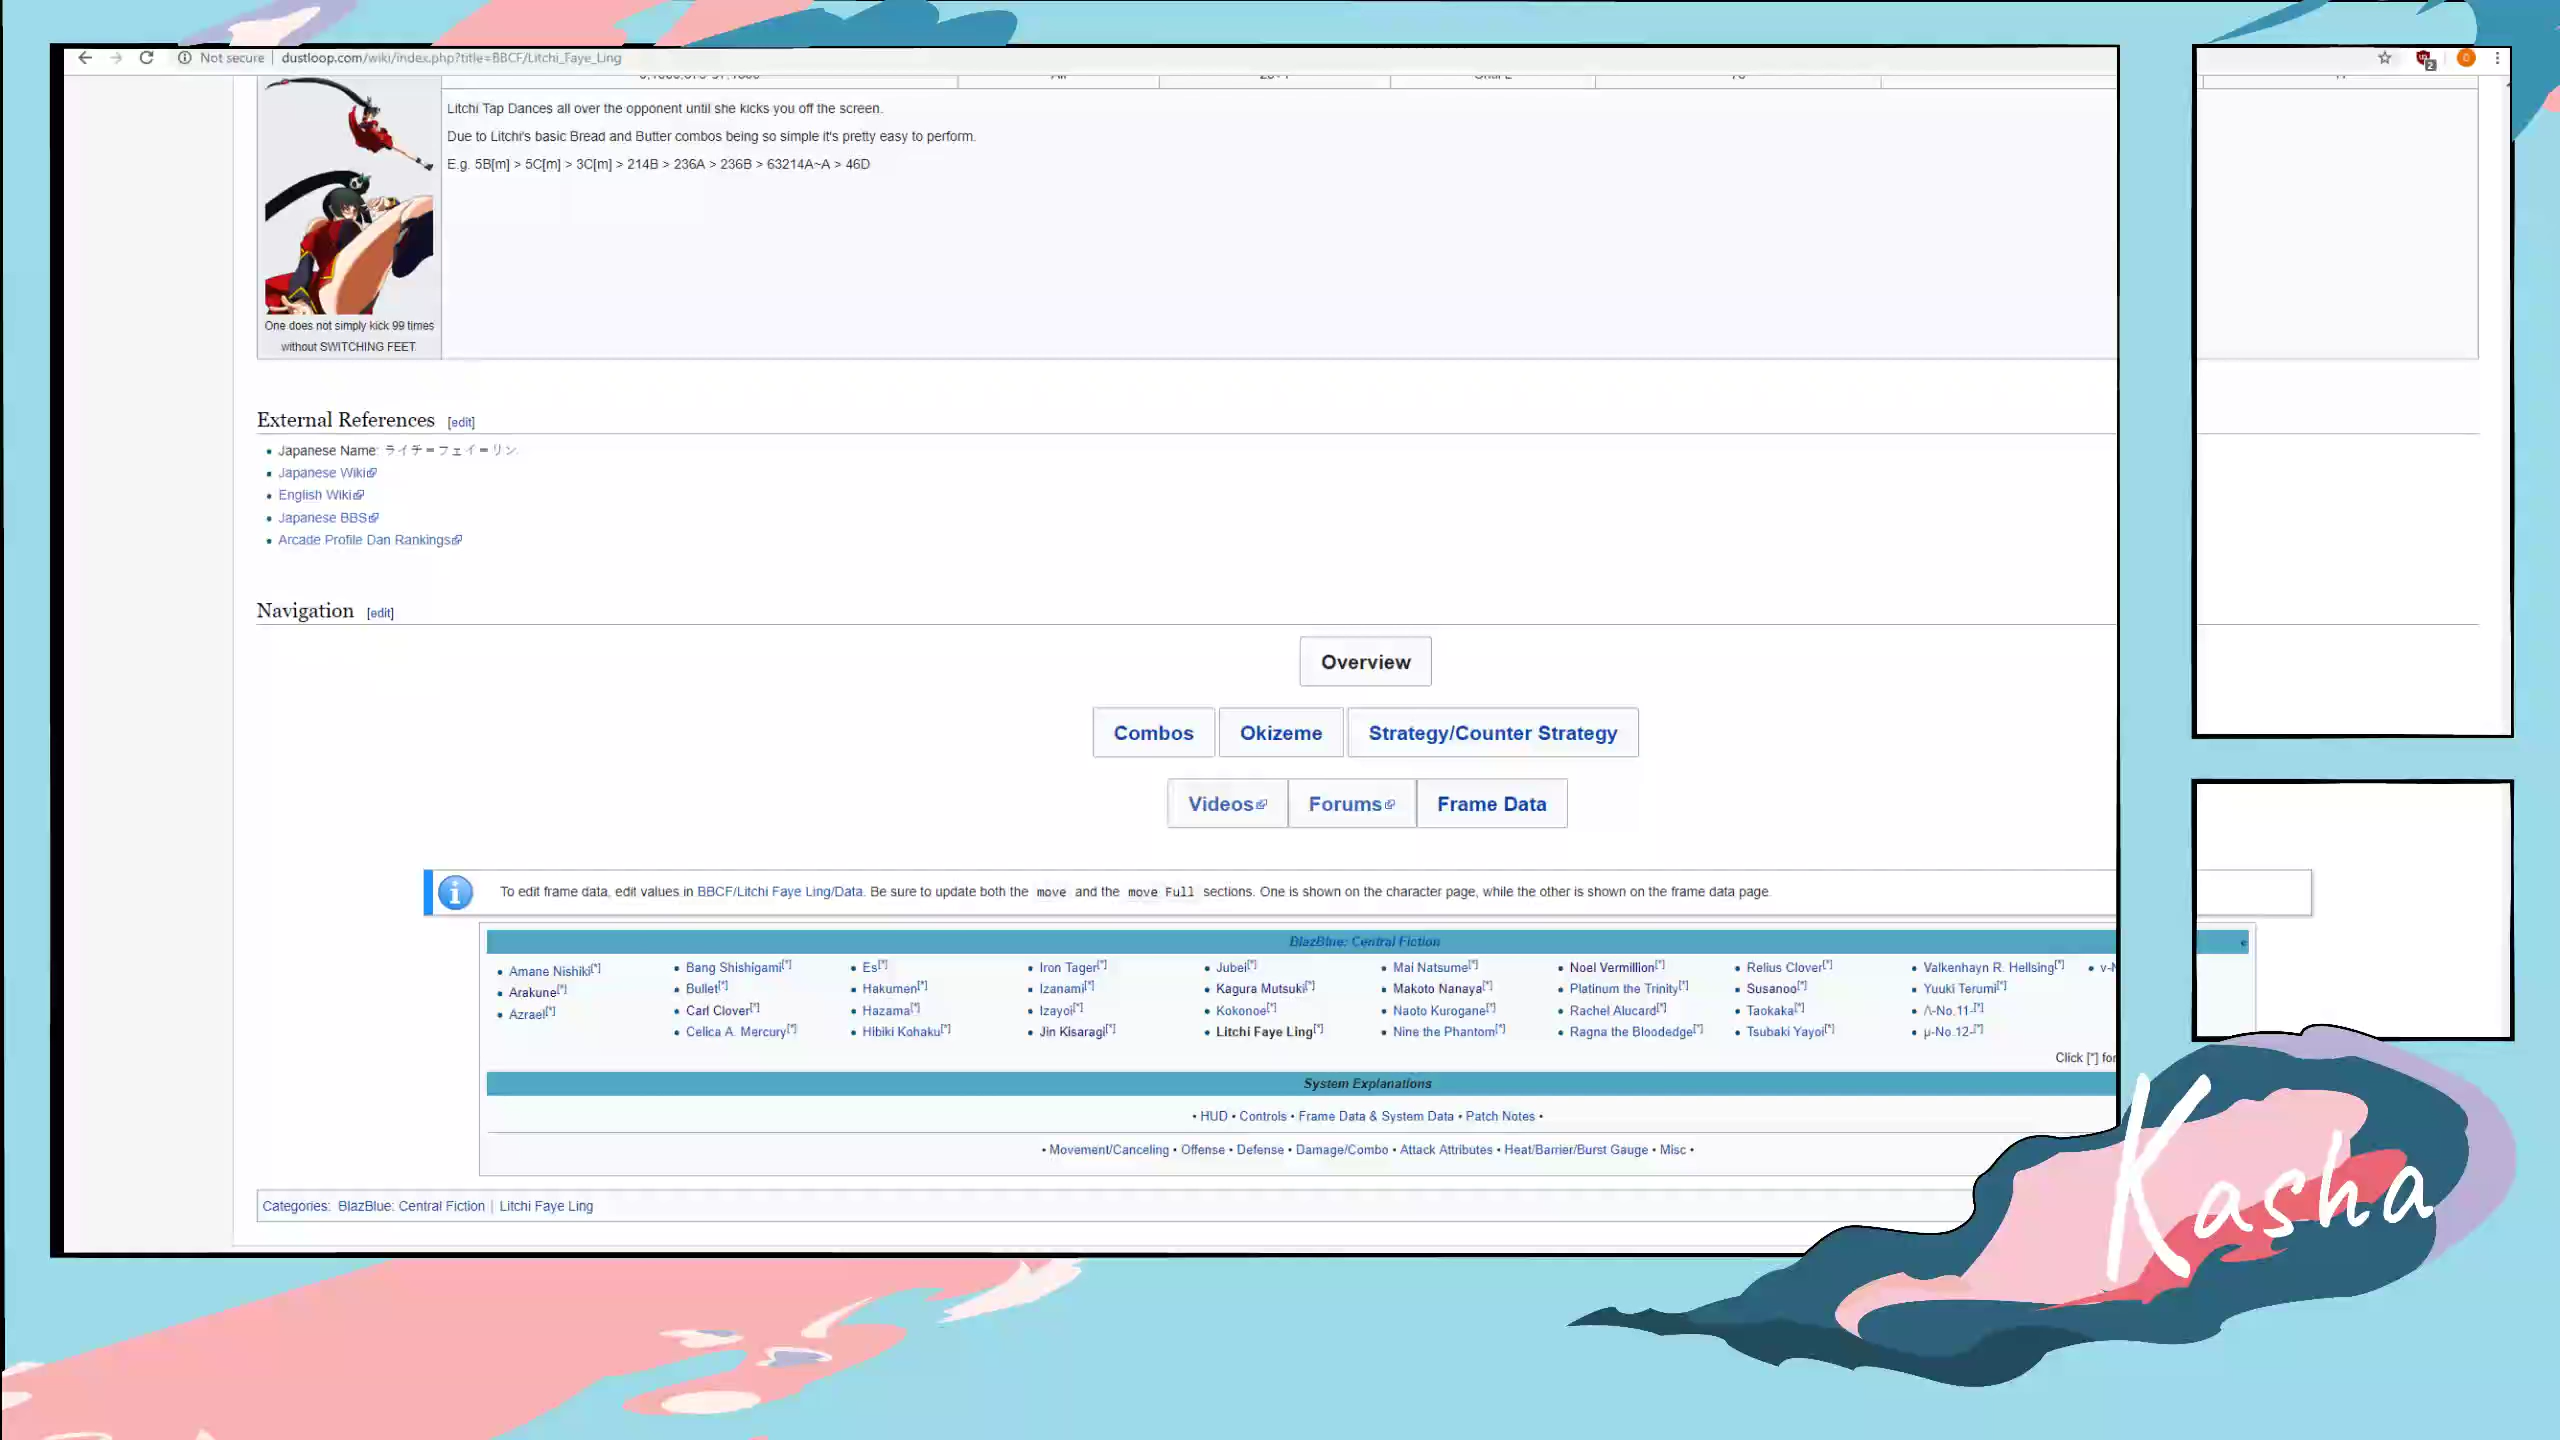 Not secure | dustloop.com/wiki/index.php?title=BBCF/Litchi_Faye_Ling
Litchi Tap Dances all over the opponent until she kicks you off the screen.
Due to Litchi's basic Bread and Butter combos being so simple it's pretty easy to perform.
E.g. 5B[m] > 5C[m] > 3C[m] > 214B > 236A > 236B > 63214A~A > 46D
One does not simply kick 99 times
without SWITCHING FEET.
External References [edit]
Japanese Name: ライチ＝フェイ＝リン
Japanese Wiki
English Wiki
Japanese BBS
Arcade Profile Dan Rankings
Navigation [edit]
Overview
Combos Okizeme Strategy/Counter Strategy
Videos Forums Frame Data
To edit frame data, edit values in BBCF/Litchi Faye Ling/Data. Be sure to update both the move and the move Full sections. One is shown on the character page, while the other is shown on the frame data page.
BlazBlue: Central Fiction
Amane Nishiki[*]
Arakune[*]
Azrael[*]
Bang Shishigami[*]
Bullet[*]
Carl Clover[*]
Celica A. Mercury[*]
Es[*]
Hakumen[*]
Hazama[*]
Hibiki Kohaku[*]
Iron Tager[*]
Izanami[*]
Izayoi[*]
Jin Kisaragi[*]
Jubei[*]
Kagura Mutsuki[*]
Kokonoe[*]
Litchi Faye Ling[*]
Mai Natsume[*]
Makoto Nanaya[*]
Naoto Kurogane[*]
Nine the Phantom[*]
Noel Vermillion[*]
Platinum the Trinity[*]
Rachel Alucard[*]
Ragna the Bloodedge[*]
Relius Clover[*]
Susanoo[*]
Taokaka[*]
Tsubaki Yayoi[*]
Valkenhayn R. Hellsing[*]
Yuuki Terumi[*]
Λ-No.11-[*]
μ-No.12-[*]
Click [*] for
System Explanations
• HUD • Controls • Frame Data & System Data • Patch Notes •
• Movement/Canceling • Offense • Defense • Damage/Combo • Attack Attributes • Heat/Barrier/Burst Gauge • Misc •
Categories: BlazBlue: Central Fiction | Litchi Faye Ling
Kasha